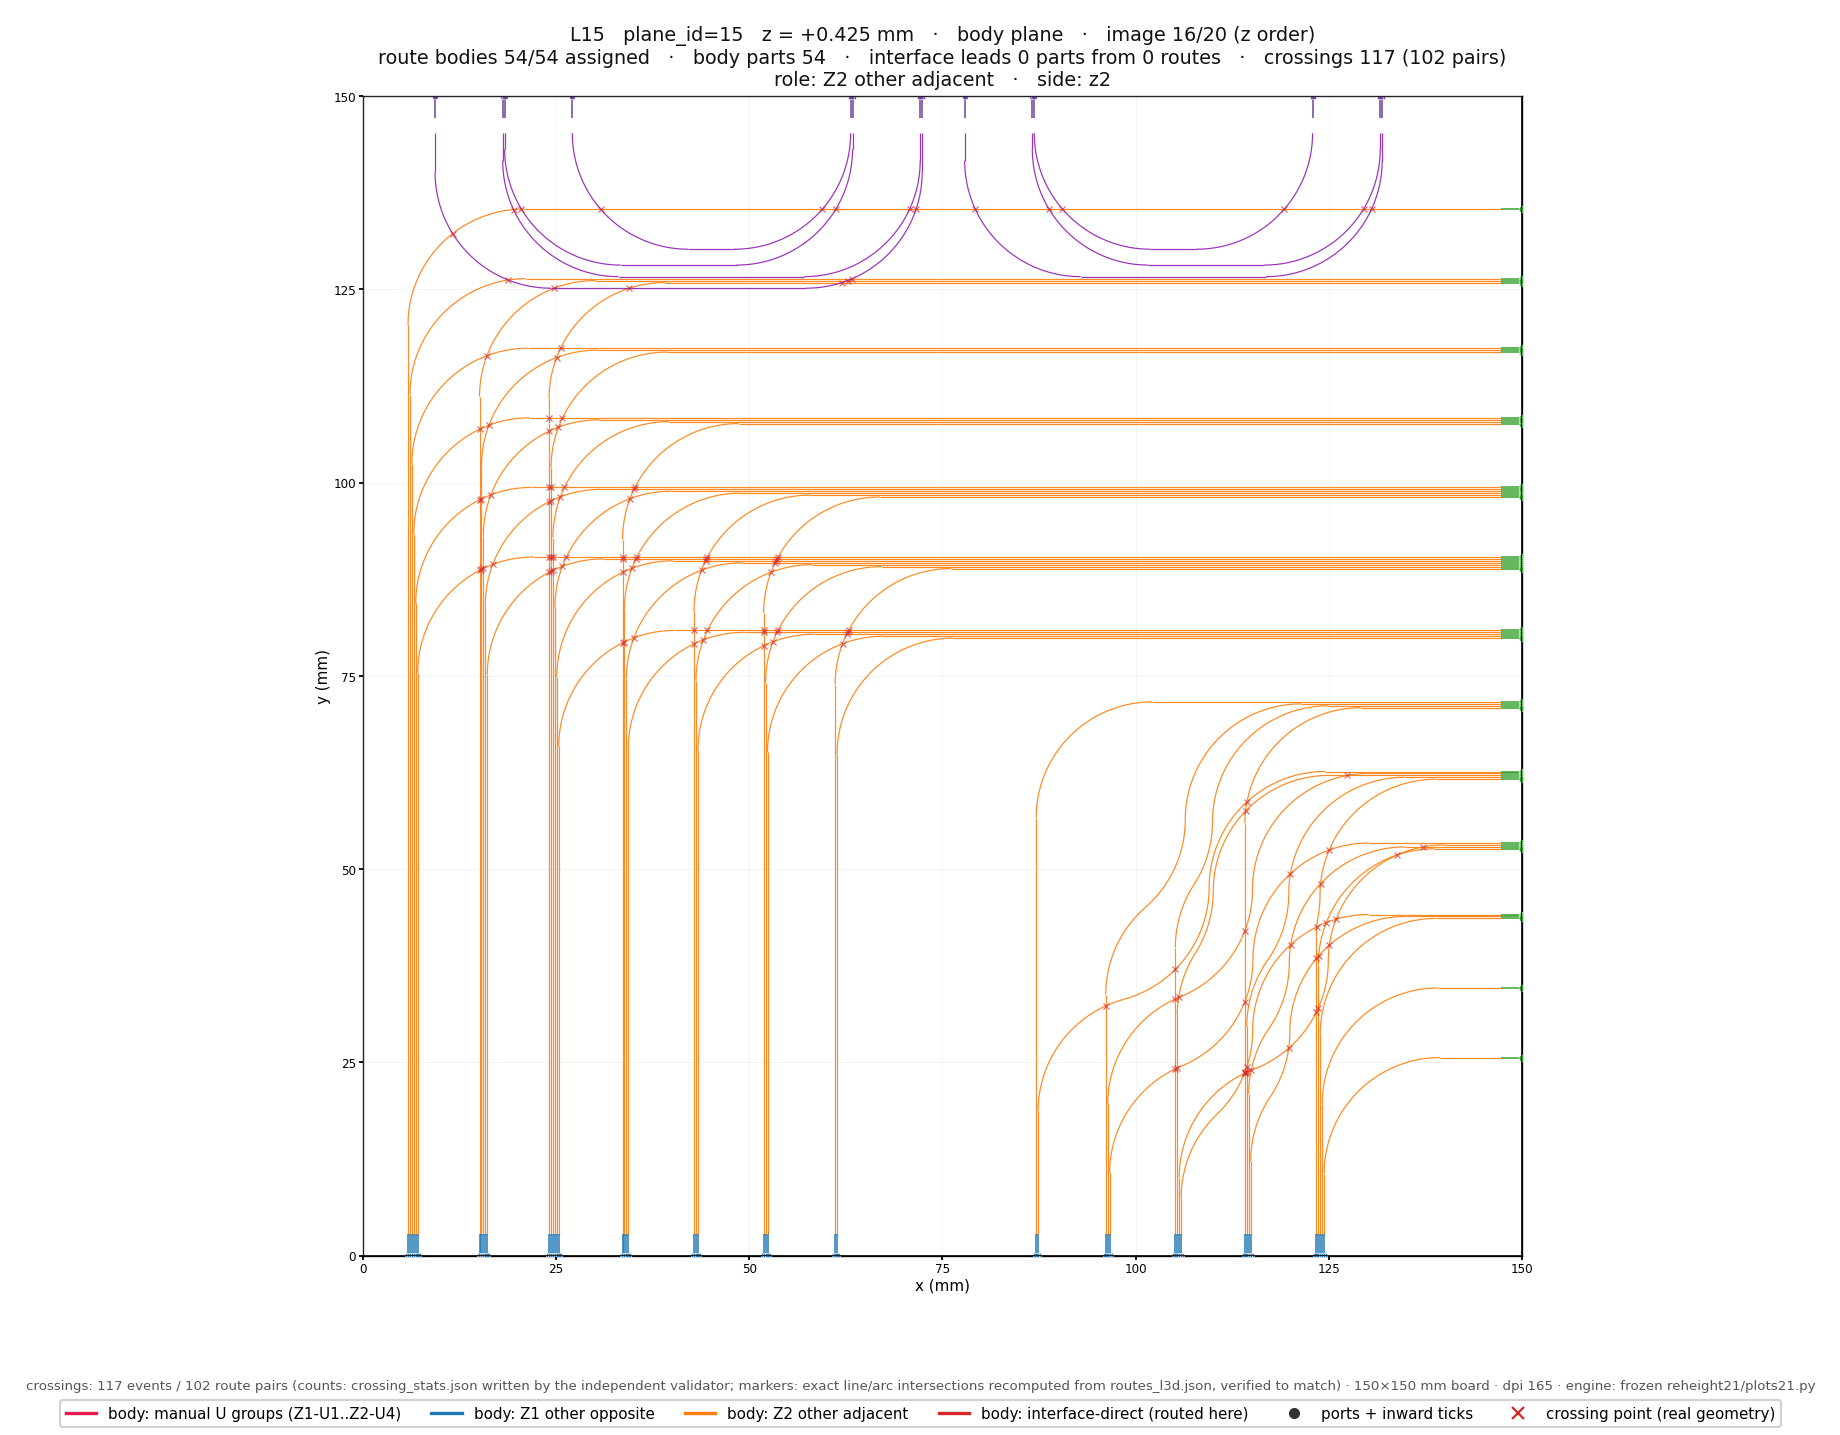 L15   plane_id=15   z = +0.425 mm   ·   body plane   ·   image 16/20 (z order)
route bodies 54/54 assigned   ·   body parts 54   ·   interface leads 0 parts from 0 routes   ·   crossings 117 (102 pairs)
role: Z2 other adjacent   ·   side: z2
150
125
100
75
50
25
0
y (mm)
0 25 50 75 100 125 150
x (mm)
crossings: 117 events / 102 route pairs (counts: crossing_stats.json written by the independent validator; markers: exact line/arc intersections recomputed from routes_l3d.json, verified to match) · 150×150 mm board · dpi 165 · engine: frozen reheight21/plots21.py
body: manual U groups (Z1-U1..Z2-U4) body: Z1 other opposite body: Z2 other adjacent body: interface-direct (routed here) ports + inward ticks crossing point (real geometry)